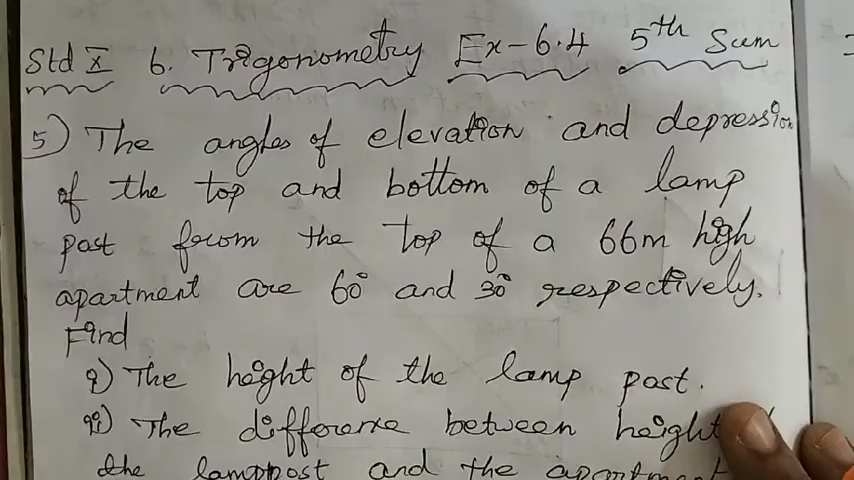 Std X 6. Trigonometry Ex-6.4 5th Sum
5) The angles of elevation and depression
of the top and bottom of a lamp
post from the top of a 66m high
apartment are 60° and 30° respectively.
Find
i) The height of the lamp post.
ii) The difference between height
the lamppost and the apartment